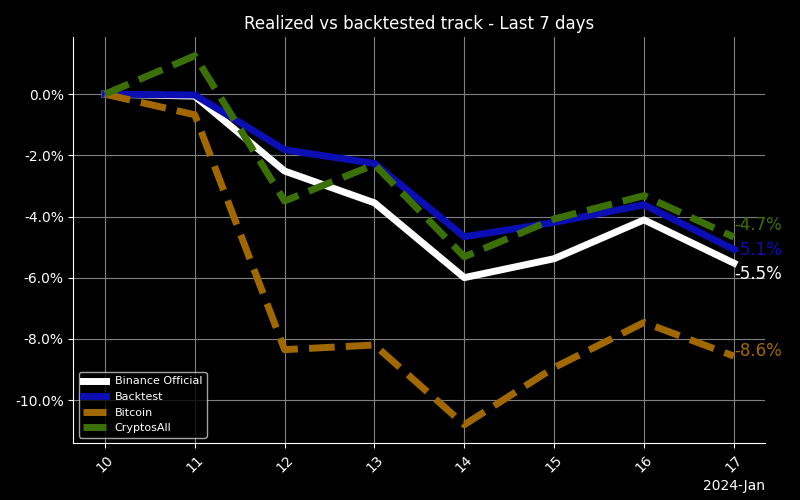 Realized vs backtested track - Last 7 days
0.0%
-2.0%
-4.0%
-6.0%
-8.0%
-10.0%
-4.7%
-5.1%
-5.5%
-8.6%
Binance Official
Backtest
Bitcoin
CryptosAll
10 11 12 13 14 15 16 17
2024-Jan